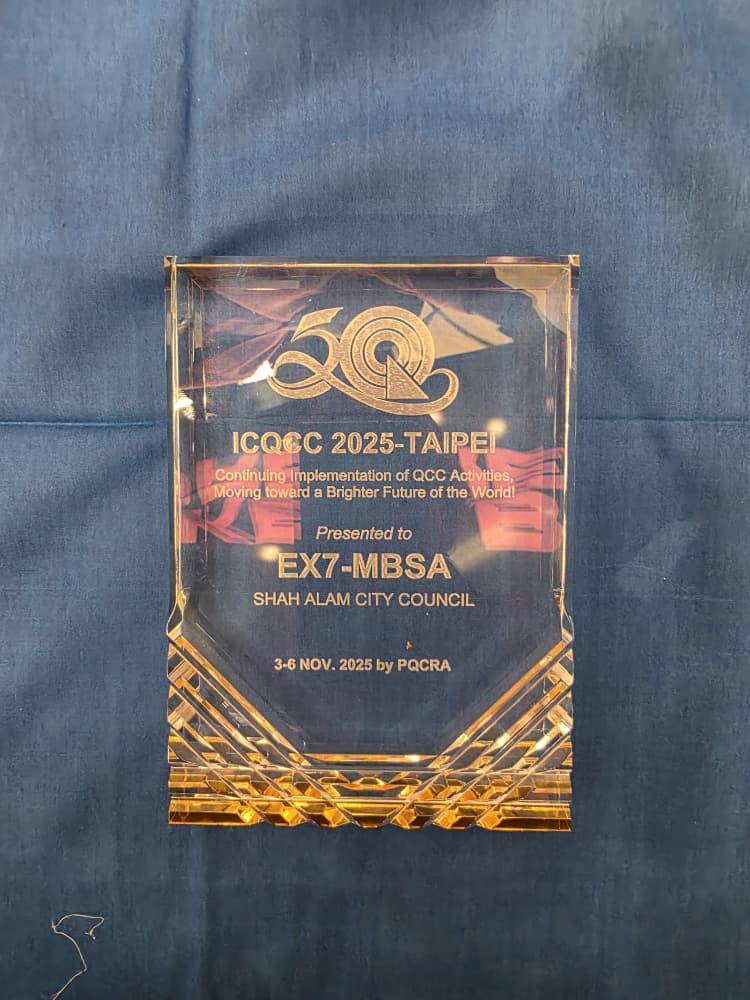 50
ICQCC 2025-TAIPEI
Continuing Implementation of QCC Activities,
Moving toward a Brighter Future of the World!
Presented to
EX7-MBSA
SHAH ALAM CITY COUNCIL
3-6 NOV. 2025 by PQCRA